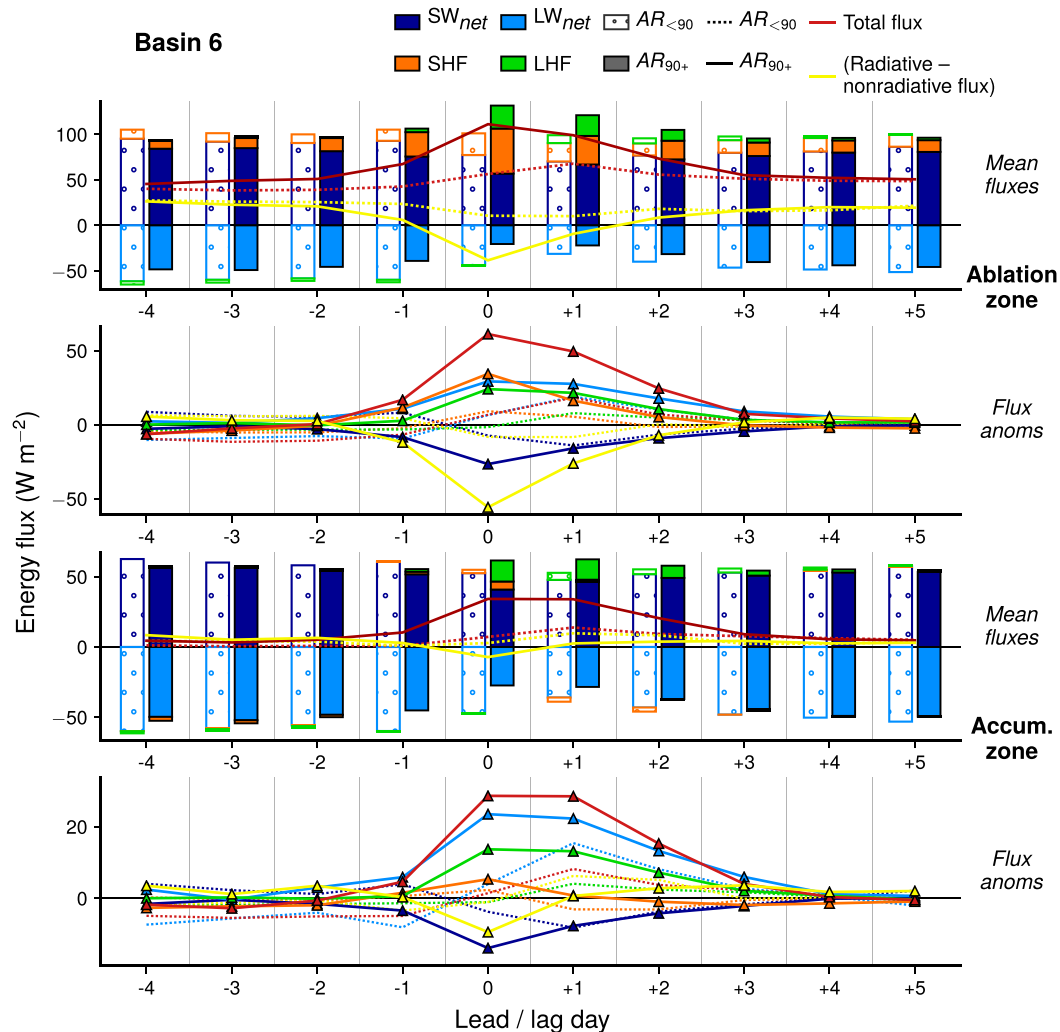 Basin 6
SWnet LWnet AR<90 AR<90 Total flux
SHF LHF AR90+ AR90+ (Radiative −
nonradiative flux)
100
50
0
−50
-4 -3 -2 -1 0 +1 +2 +3 +4 +5
Mean
fluxes
Ablation
zone
50
0
−50
-4 -3 -2 -1 0 +1 +2 +3 +4 +5
Flux
anoms
Energy flux (W m−2)
50
0
−50
-4 -3 -2 -1 0 +1 +2 +3 +4 +5
Mean
fluxes
Accum.
zone
20
0
-4 -3 -2 -1 0 +1 +2 +3 +4 +5
Flux
anoms
Lead / lag day